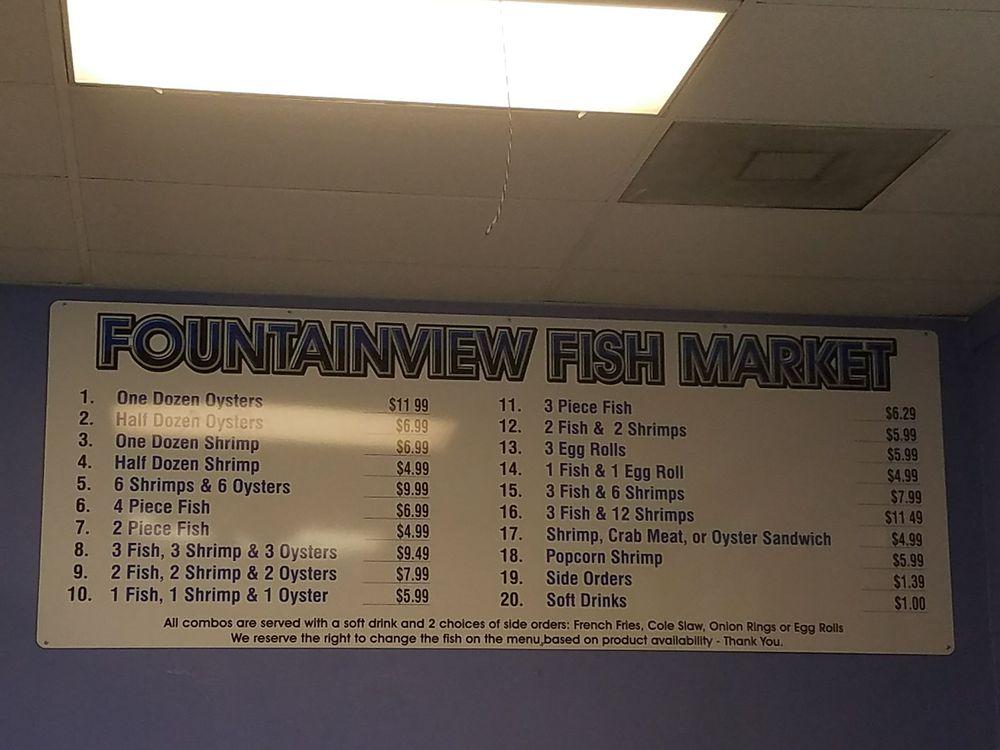 FOUNTAINVIEW FISH MARKET
1. One Dozen Oysters $11 99
2. Half Dozen Oysters $6.99
3. One Dozen Shrimp $6.99
4. Half Dozen Shrimp $4.99
5. 6 Shrimps & 6 Oysters $9.99
6. 4 Piece Fish $6.99
7. 2 Piece Fish $4.99
8. 3 Fish, 3 Shrimp & 3 Oysters $9.49
9. 2 Fish, 2 Shrimp & 2 Oysters $7.99
10. 1 Fish, 1 Shrimp & 1 Oyster $5.99
11. 3 Piece Fish $6.29
12. 2 Fish & 2 Shrimps $5.99
13. 3 Egg Rolls $5.99
14. 1 Fish & 1 Egg Roll $4.99
15. 3 Fish & 6 Shrimps $7.99
16. 3 Fish & 12 Shrimps $11 49
17. Shrimp, Crab Meat, or Oyster Sandwich $4.99
18. Popcorn Shrimp $5.99
19. Side Orders $1.39
20. Soft Drinks $1.00
All combos are served with a soft drink and 2 choices of side orders: French Fries, Cole Slaw, Onion Rings or Egg Rolls
We reserve the right to change the fish on the menu,based on product availability - Thank You.